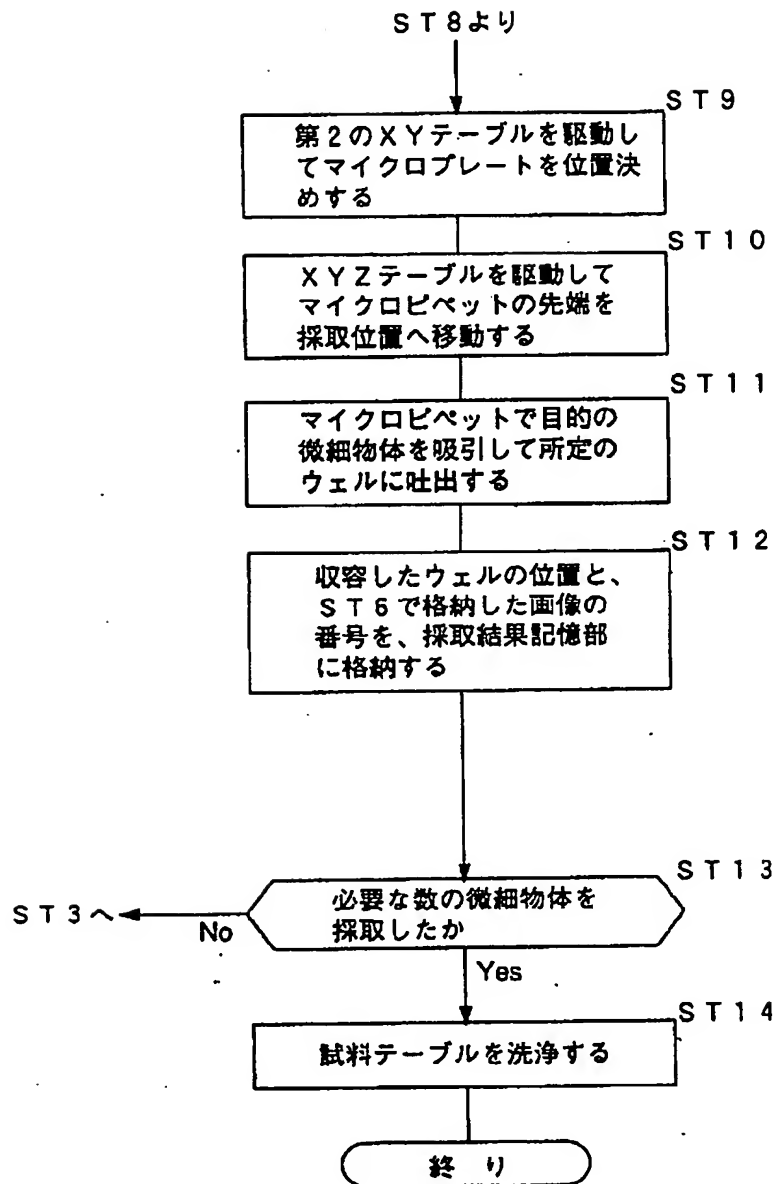 ST8より
ST9
第2のXYテーブルを駆動し
てマイクロプレートを位置決
めする
ST10
XYZテーブルを駆動して
マイクロピペットの先端を
採取位置へ移動する
ST11
マイクロピペットで目的の
微細物体を吸引して所定の
ウェルに吐出する
ST12
収容したウェルの位置と、
ST6で格納した画像の
番号を、採取結果記憶部
に格納する
ST13
必要な数の微細物体を
採取したか
ST3へ
No
Yes
ST14
試料テーブルを洗浄する
終り